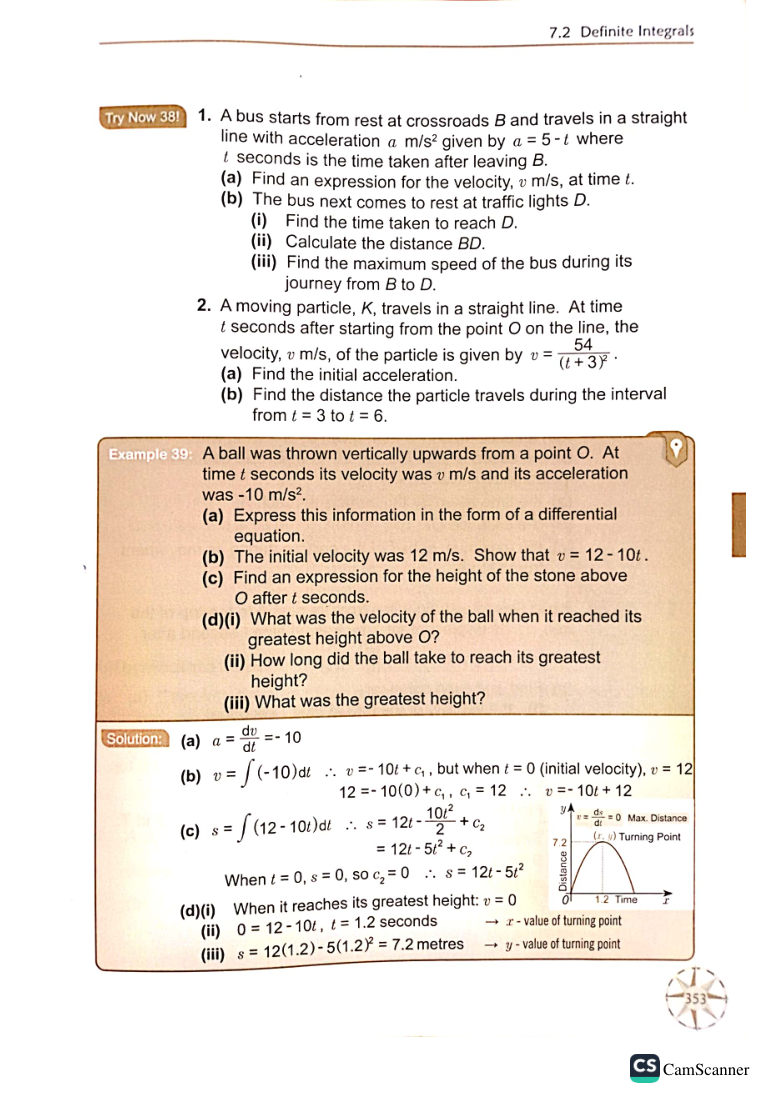 7.2 Definite Integrals
Try Now 38!
1. A bus starts from rest at crossroads B and travels in a straight
line with acceleration a m/s² given by a = 5 - t where
t seconds is the time taken after leaving B.
(a) Find an expression for the velocity, v m/s, at time t.
(b) The bus next comes to rest at traffic lights D.
(i) Find the time taken to reach D.
(ii) Calculate the distance BD.
(iii) Find the maximum speed of the bus during its
journey from B to D.
2. A moving particle, K, travels in a straight line. At time
t seconds after starting from the point O on the line, the
velocity, v m/s, of the particle is given by v = 54/(t + 3)² .
(a) Find the initial acceleration.
(b) Find the distance the particle travels during the interval
from t = 3 to t = 6.
Example 39: A ball was thrown vertically upwards from a point O. At
time t seconds its velocity was v m/s and its acceleration
was -10 m/s².
(a) Express this information in the form of a differential
equation.
(b) The initial velocity was 12 m/s. Show that v = 12 - 10t.
(c) Find an expression for the height of the stone above
O after t seconds.
(d)(i) What was the velocity of the ball when it reached its
greatest height above O?
(ii) How long did the ball take to reach its greatest
height?
(iii) What was the greatest height?
Solution: (a) a = dv/dt = - 10
(b) v = ∫(-10)dt ∴ v = - 10t + c₁, but when t = 0 (initial velocity), v = 12
12 = - 10(0) + c₁, c₁ = 12 ∴ v = - 10t + 12
(c) s = ∫(12 - 10t)dt ∴ s = 12t - 10t²/2 + c₂
= 12t - 5t² + c₂
When t = 0, s = 0, so c₂ = 0 ∴ s = 12t - 5t²
y
v = ds/dt = 0 Max. Distance
(x, y) Turning Point
7.2
Distance
O 1.2 Time x
(d)(i) When it reaches its greatest height: v = 0
(ii) 0 = 12 - 10t, t = 1.2 seconds → x - value of turning point
(iii) s = 12(1.2) - 5(1.2)² = 7.2 metres → y - value of turning point
353
CS CamScanner